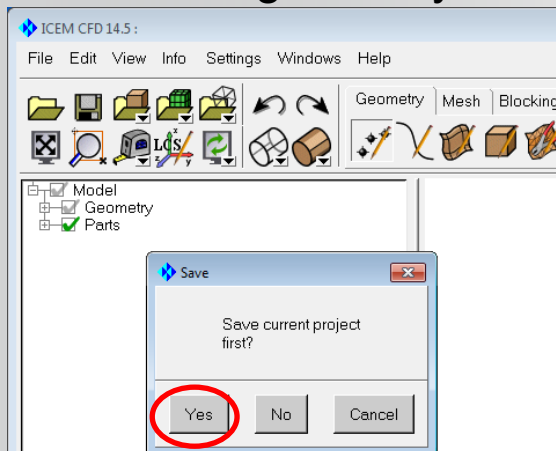 ICEM CFD 14.5 :
File Edit View Info Settings Windows Help
Geometry Mesh Blocking
LCS
Model
Geometry
Parts
Save
Save current project
first?
Yes No Cancel